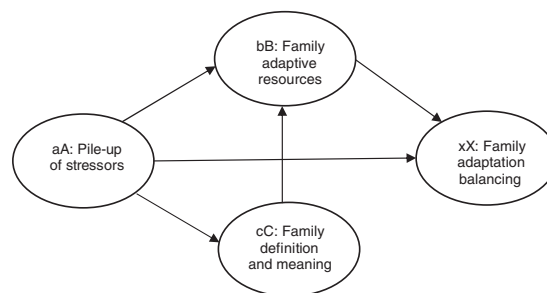 bB: Family
adaptive
resources
aA: Pile-up
of stressors
xX: Family
adaptation
balancing
cC: Family
definition
and meaning